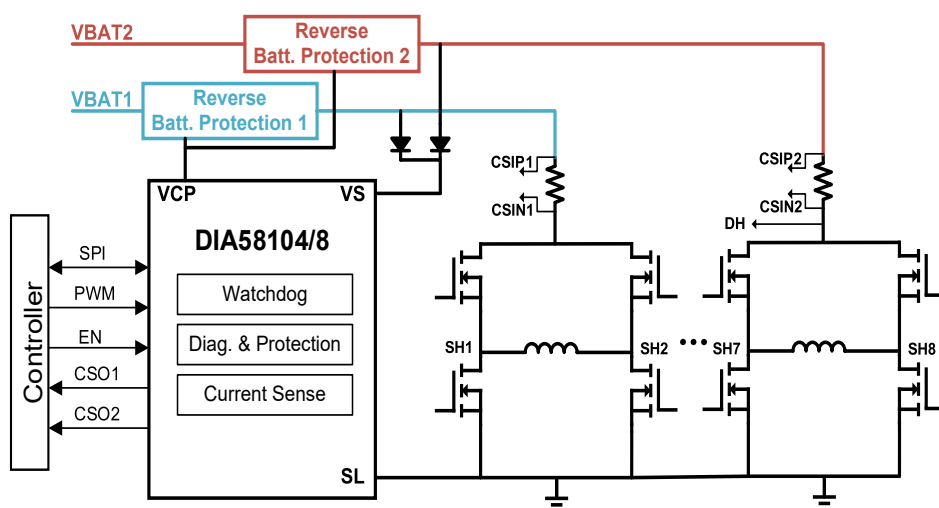 VBAT2
Reverse
Batt. Protection 2
VBAT1
Reverse
Batt. Protection 1
CSIP1
CSIP2
VCP
VS
CSIN1
CSIN2
DH
DIA58104/8
Controller
SPI
PWM
EN
CSO1
CSO2
Watchdog
Diag. & Protection
Current Sense
SH1
SH2
•••
SH7
SH8
SL